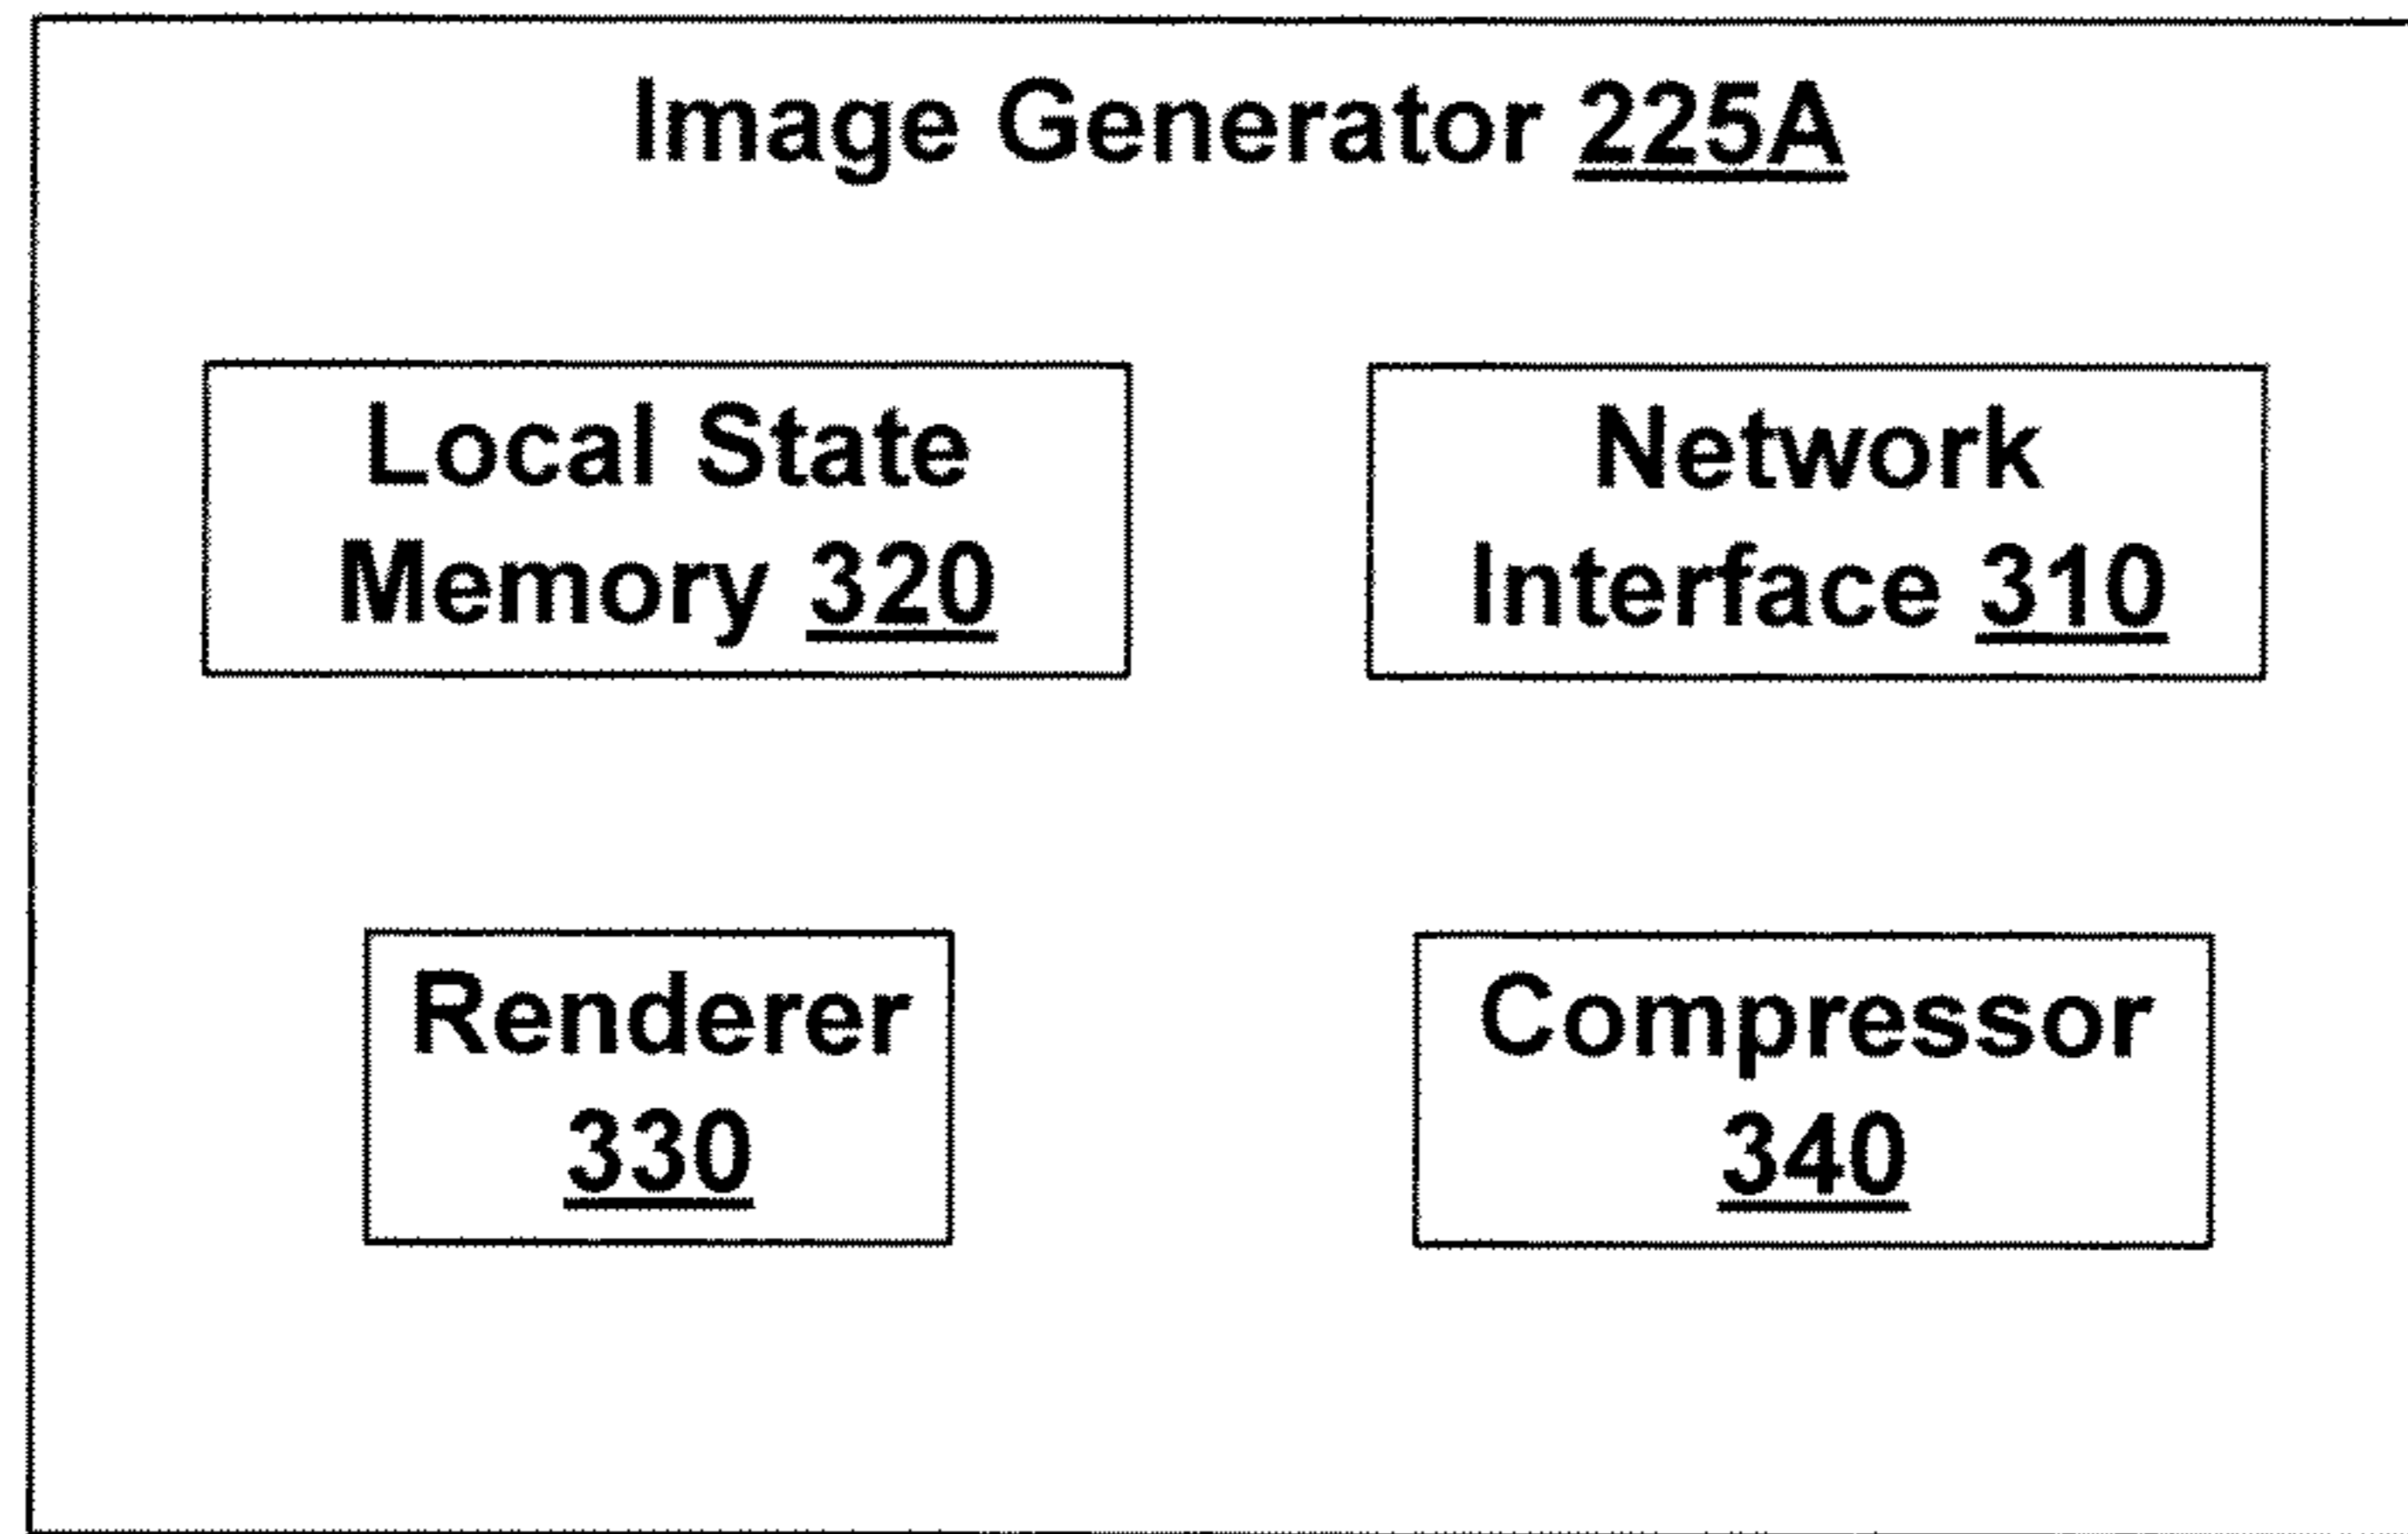 Image Generator 225A
Local State
Memory 320
Network
Interface 310
Renderer
330
Compressor
340